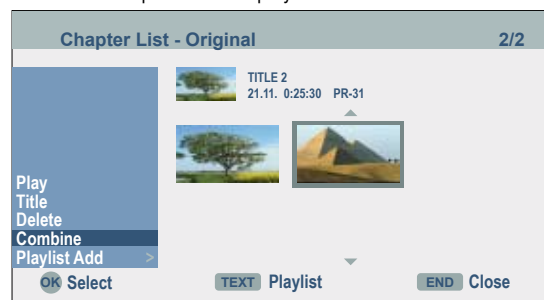 Chapter List - Original 2/2
TITLE 2
21.11. 0:25:30 PR-31
Play
Title
Delete
Combine
Playlist Add >
OK Select TEXT Playlist END Close